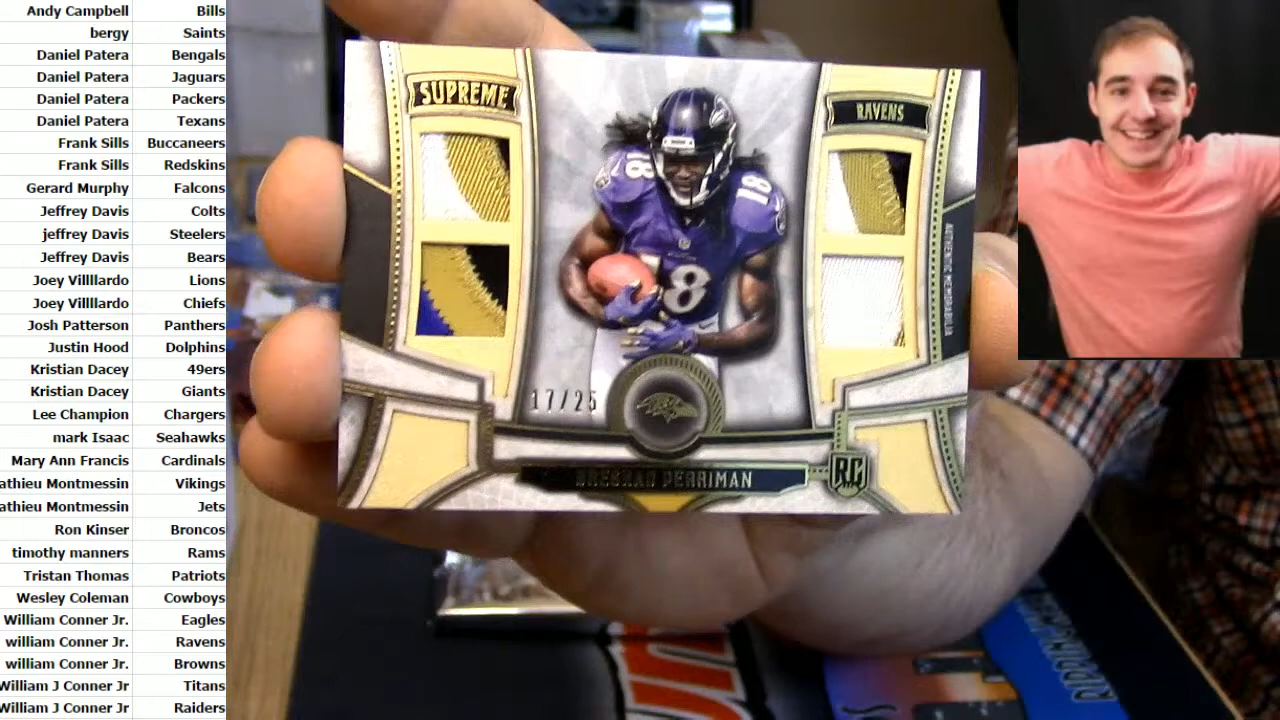 Andy Campbell Bills
bergy Saints
Daniel Patera Bengals
Daniel Patera Jaguars
Daniel Patera Packers
Daniel Patera Texans
Frank Sills Buccaneers
Frank Sills Redskins
Gerard Murphy Falcons
Jeffrey Davis Colts
jeffrey Davis Steelers
Jeffrey Davis Bears
Joey Villlardo Lions
Joey Villlardo Chiefs
Josh Patterson Panthers
Justin Hood Dolphins
Kristian Dacey 49ers
Kristian Dacey Giants
Lee Champion Chargers
mark Isaac Seahawks
Mary Ann Francis Cardinals
athieu Montmessin Vikings
athieu Montmessin Jets
Ron Kinser Broncos
timothy manners Rams
Tristan Thomas Patriots
Wesley Coleman Cowboys
William Conner Jr. Eagles
william Conner Jr. Ravens
william Conner Jr. Browns
William J Conner Jr Titans
William J Conner Jr Raiders
SUPREME
RAVENS
18
18
18
AUTHENTIC MEMORABILIA
17/25
BRESHAD PERRIMAN
RC